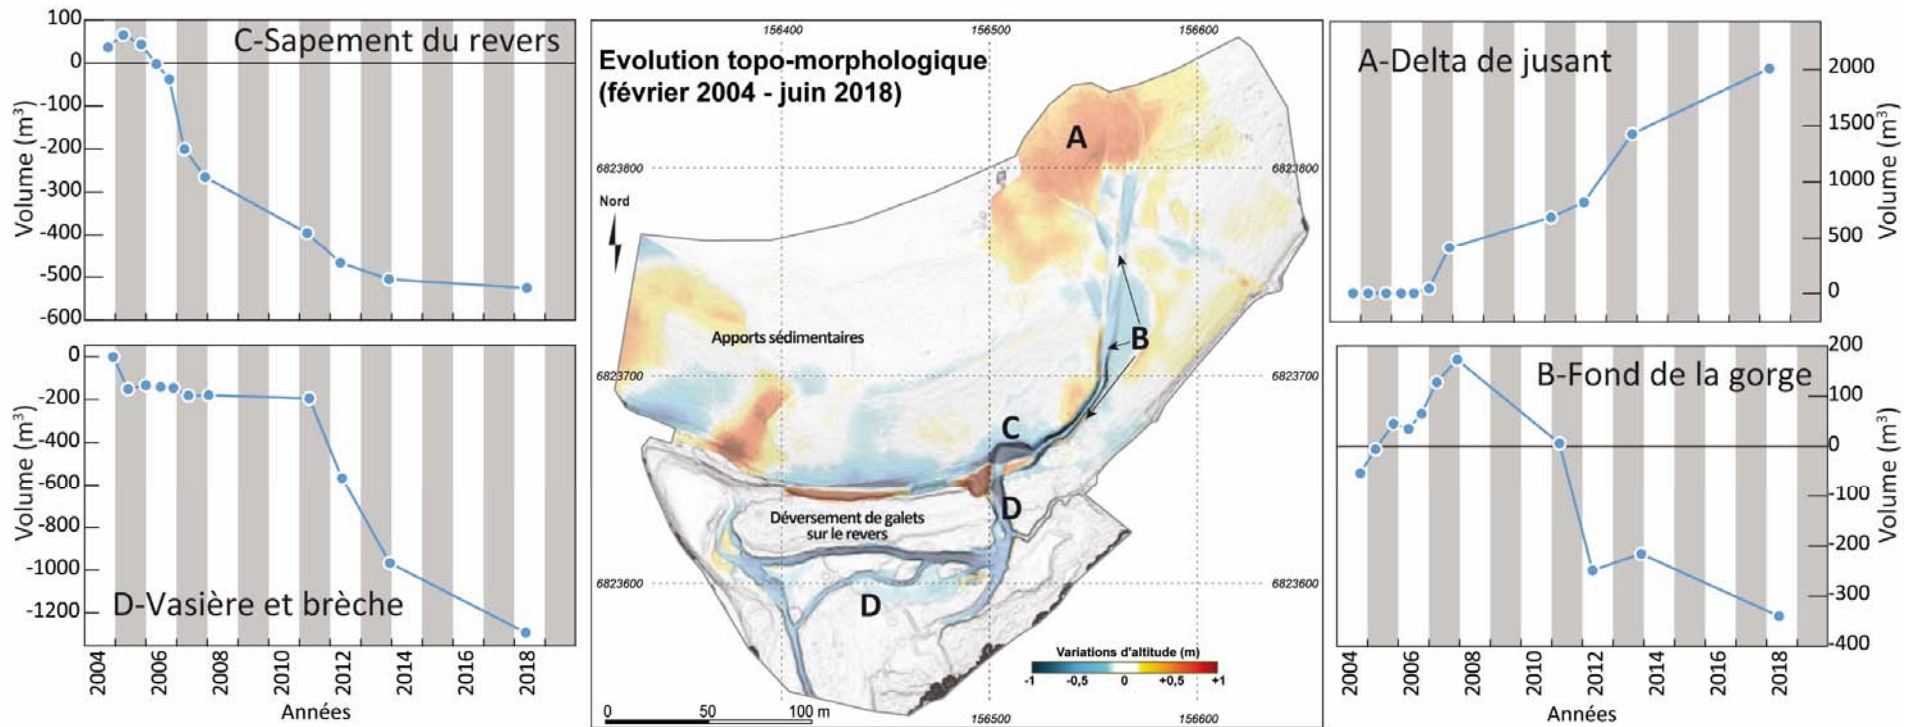 C-Sapement du revers
100
0
-100
-200
-300
-400
-500
-600
Volume (m³)
0
-200
-400
-600
-800
-1000
-1200
Volume (m³)
D-Vasière et brèche
2004
2006
2008
2010
2012
2014
2016
2018
Années
156400
156500
156600
Evolution topo-morphologique
(février 2004 - juin 2018)
A
6823800
6823800
Nord
Apports sédimentaires
B
6823700
6823700
C
D
Déversement de galets
sur le revers
6823600
6823600
D
Variations d'altitude (m)
-1
-0,5
0
+0,5
+1
0
50
100 m
156500
156600
A-Delta de jusant
2000
1500
1000
500
0
Volume (m³)
B-Fond de la gorge
200
100
0
-100
-200
-300
-400
Volume (m³)
2004
2006
2008
2010
2012
2014
2016
2018
Années